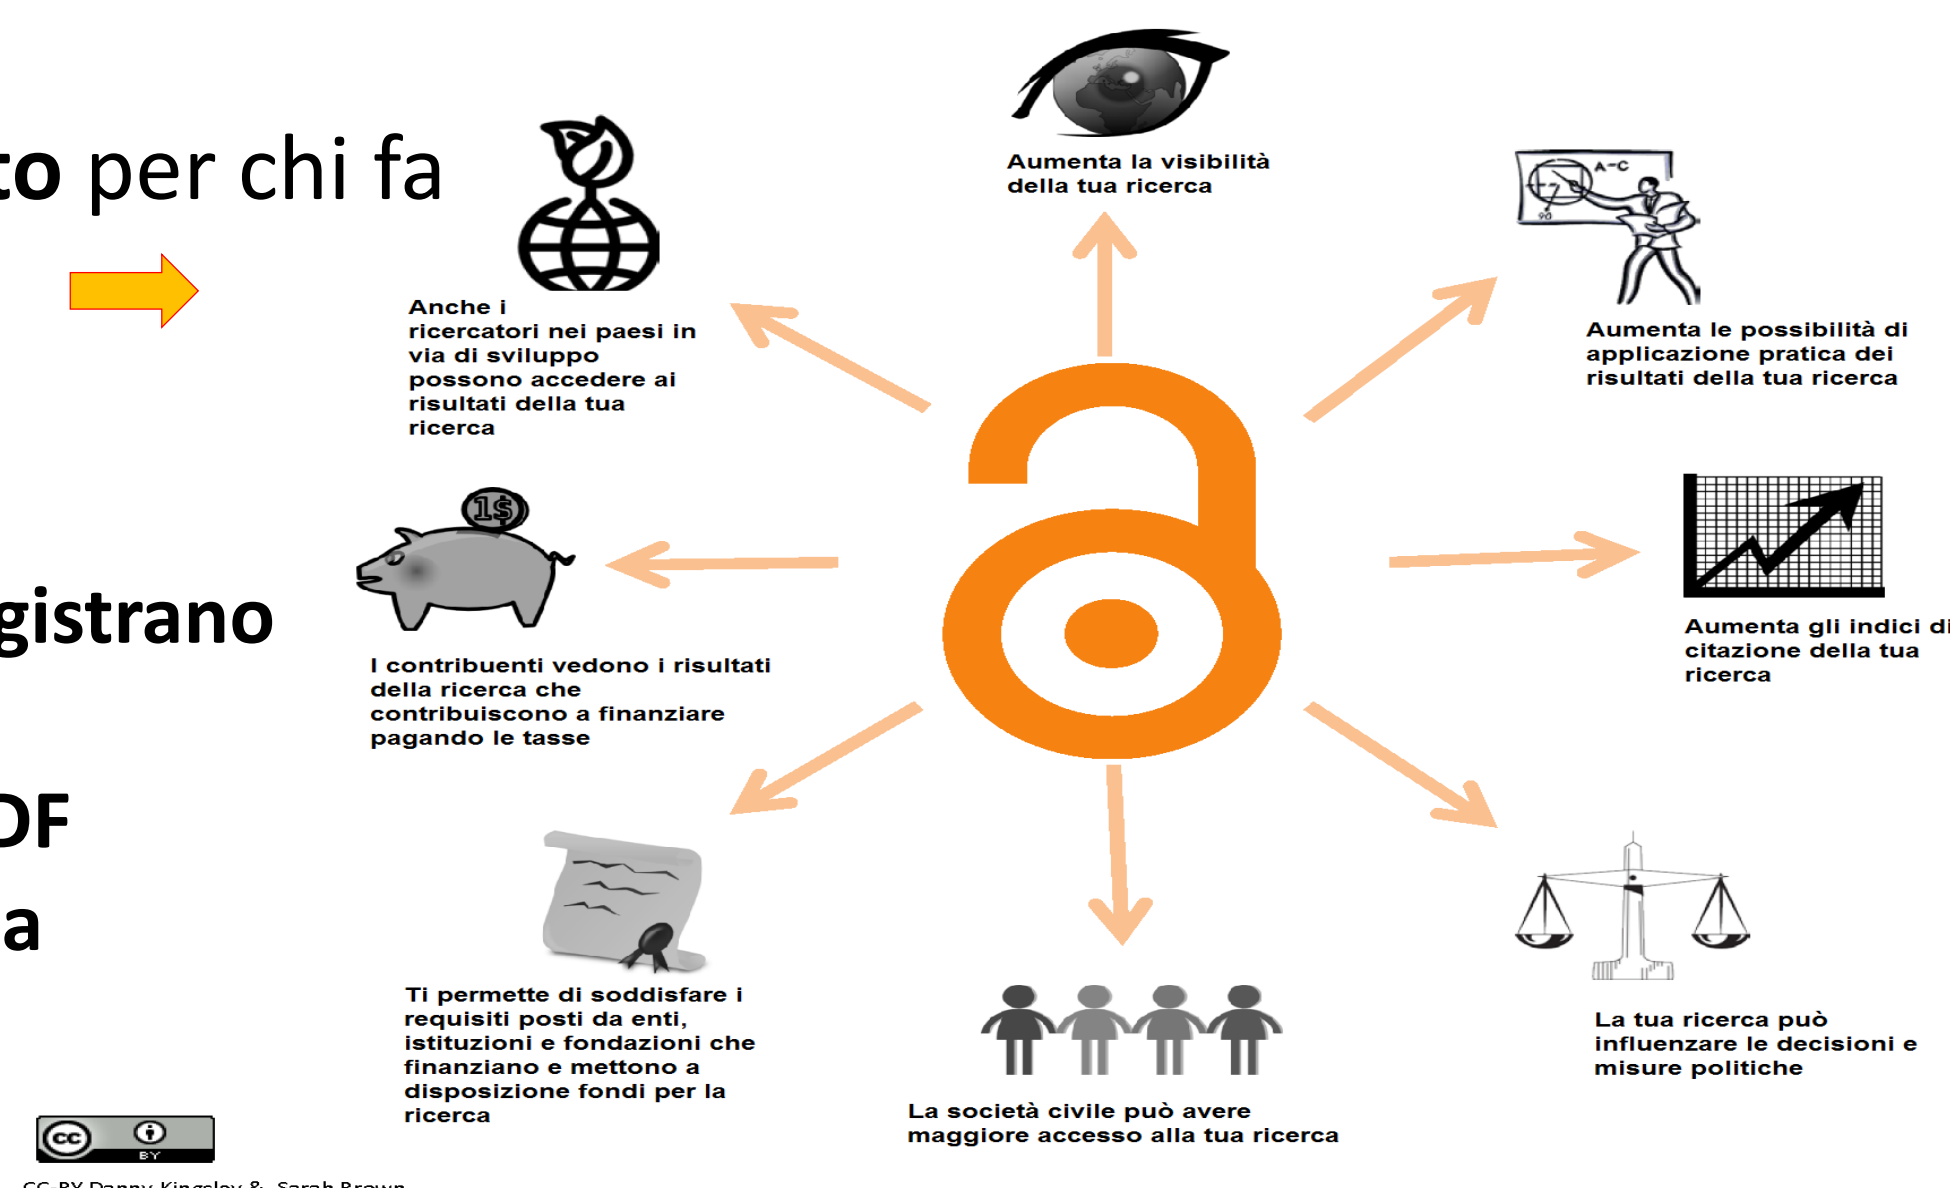 to per chi fa
gistrano
DF
a
Aumenta la visibilità
della tua ricerca
A-C
90
Aumenta le possibilità di
applicazione pratica dei
risultati della tua ricerca
Anche i
ricercatori nei paesi in
via di sviluppo
possono accedere ai
risultati della tua
ricerca
1$
Aumenta gli indici di
citazione della tua
ricerca
I contribuenti vedono i risultati
della ricerca che
contribuiscono a finanziare
pagando le tasse
Ti permette di soddisfare i
requisiti posti da enti,
istituzioni e fondazioni che
finanziano e mettono a
disposizione fondi per la
ricerca
La società civile può avere
maggiore accesso alla tua ricerca
La tua ricerca può
influenzare le decisioni e
misure politiche
cc
BY
CC-BY Danny Kingsley & Sarah Brown